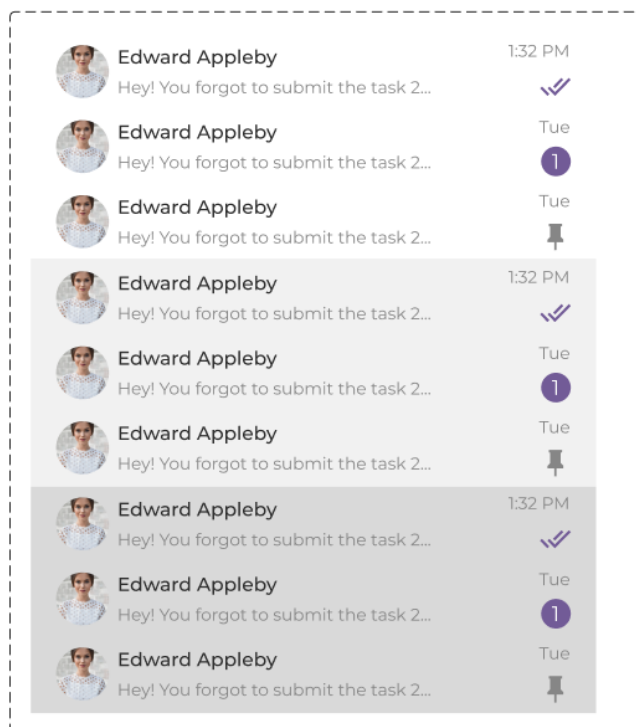 Edward Appleby 1:32 PM
Hey! You forgot to submit the task 2...
Edward Appleby Tue
Hey! You forgot to submit the task 2... 1
Edward Appleby Tue
Hey! You forgot to submit the task 2...
Edward Appleby 1:32 PM
Hey! You forgot to submit the task 2...
Edward Appleby Tue
Hey! You forgot to submit the task 2... 1
Edward Appleby Tue
Hey! You forgot to submit the task 2...
Edward Appleby 1:32 PM
Hey! You forgot to submit the task 2...
Edward Appleby Tue
Hey! You forgot to submit the task 2... 1
Edward Appleby Tue
Hey! You forgot to submit the task 2...